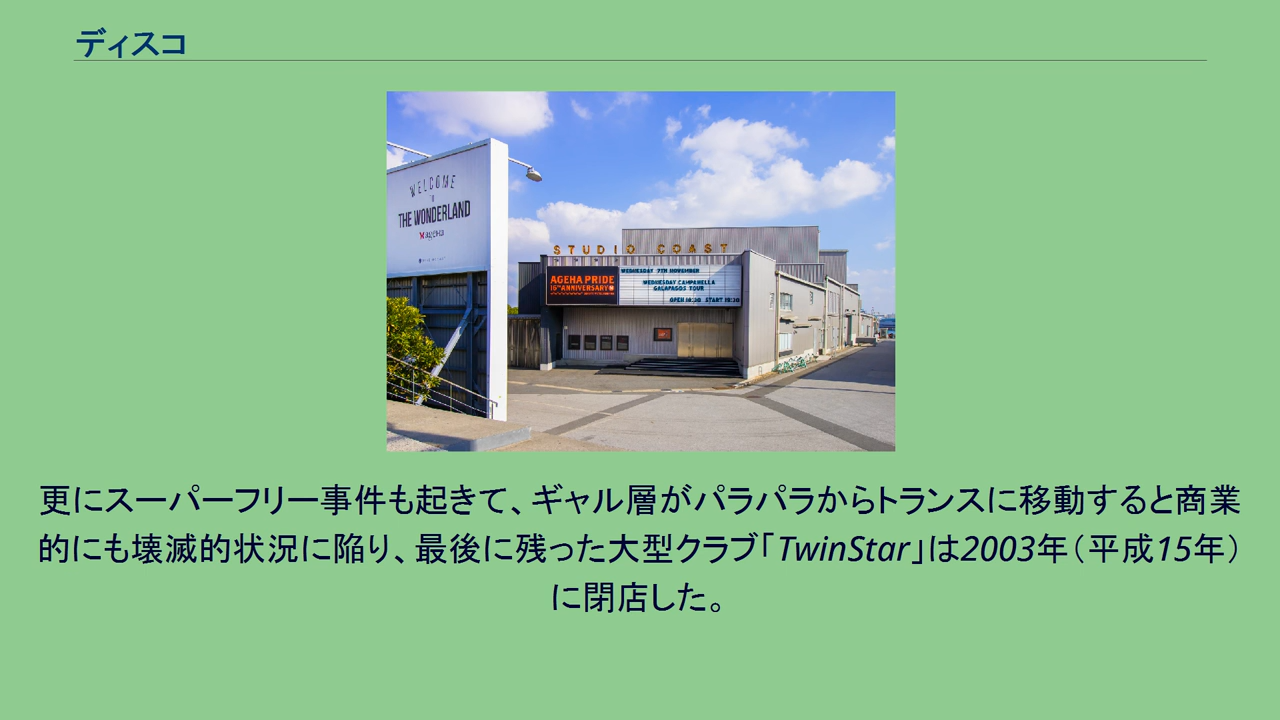 ディスコ
WELCOME
TO
THE WONDERLAND
STUDIO COAST
AGEHA PRIDE
15TH ANNIVERSARY
WEDNESDAY 7TH NOVEMBER
WEDNESDAY CAMPANELLA
GALAPAGOS TOUR
OPEN 18:30 START 19:30
更にスーパーフリー事件も起きて、ギャル層がパラパラからトランスに移動すると商業
的にも壊滅的状況に陥り、最後に残った大型クラブ「TwinStar」は2003年（平成15年）
に閉店した。